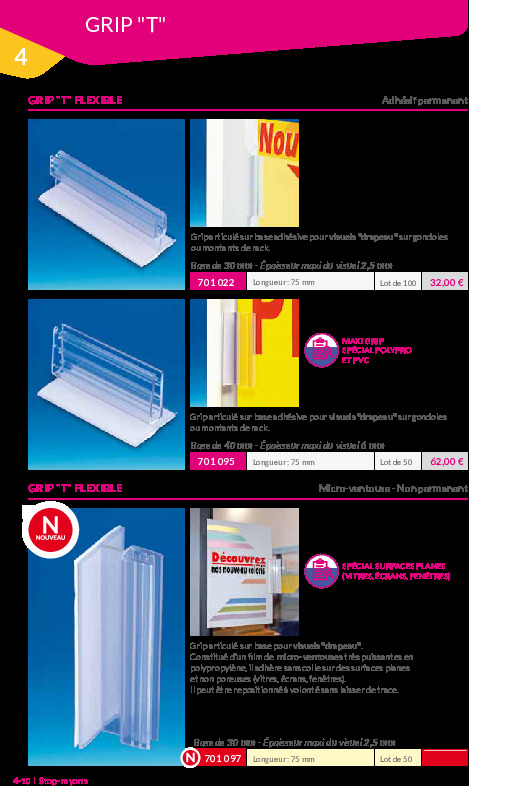 GRIP "T"
4
GRIP "T" FLEXIBLE
Adhésif permanent
Nou
Grip articulé sur base adhésive pour visuels "drapeau" sur gondoles
ou montants de rack.
Base de 30 mm - Épaisseur maxi du visuel 2,5 mm
701 022
Longueur : 75 mm
Lot de 100
32,00 €
MAXI GRIP
SPÉCIAL POLYPRO
ET PVC
Grip articulé sur base adhésive pour visuels "drapeau" sur gondoles
ou montants de rack.
Base de 40 mm - Épaisseur maxi du visuel 6 mm
701 095
Longueur : 75 mm
Lot de 50
62,00 €
GRIP "T" FLEXIBLE
Micro-ventouse - Non permanent
N
NOUVEAU
Découvrez
nos nouveau coloris
SPÉCIAL SURFACES PLANES
(VITRES, ÉCRANS, FENÊTRES)
Grip articulé sur base pour visuels "drapeau".
Constitué d'un film de micro-ventouses très puissantes en
polypropylène, il adhère sans colle sur des surfaces planes
et non poreuses (vitres, écrans, fenêtres).
Il peut être repositionné à volonté sans laisser de trace.
Base de 30 mm - Épaisseur maxi du visuel 2,5 mm
N
701 097
Longueur : 75 mm
Lot de 50
4-10 | Stop-rayons